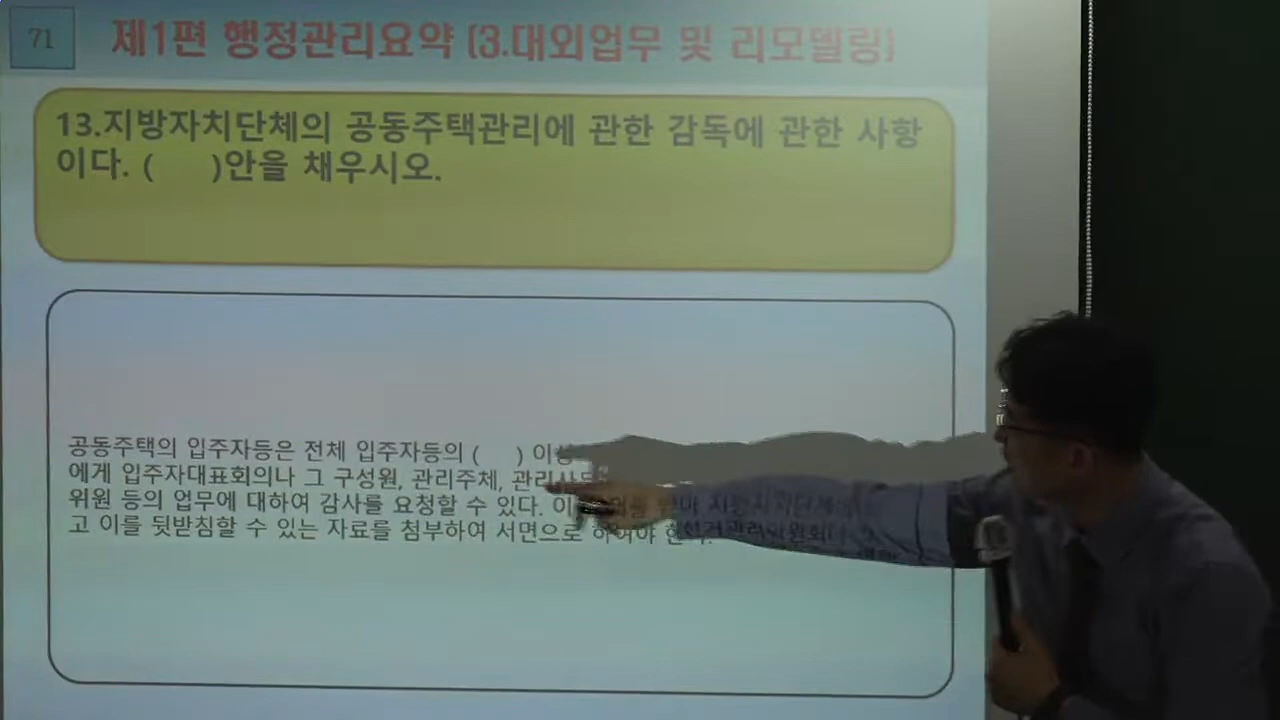 71
제1편 행정관리요약 (3.대외업무 및 리모델링)
13.지방자치단체의 공동주택관리에 관한 감독에 관한 사항
이다. ( )안을 채우시오.
공동주택의 입주자등은 전체 입주자등의 ( ) 이상
에게 입주자대표회의나 그 구성원, 관리주체,
위원 등의 업무에 대하여 감사를 요청할 수 있다.
고 이를 뒷받침할 수 있는 자료를 첨부하여 서면으로 하여야 한다.